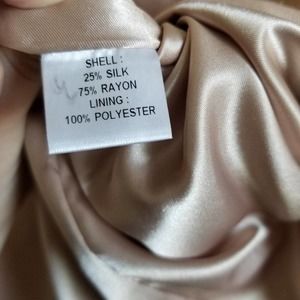 SHELL :
25% SILK
75% RAYON
LINING :
100% POLYESTER